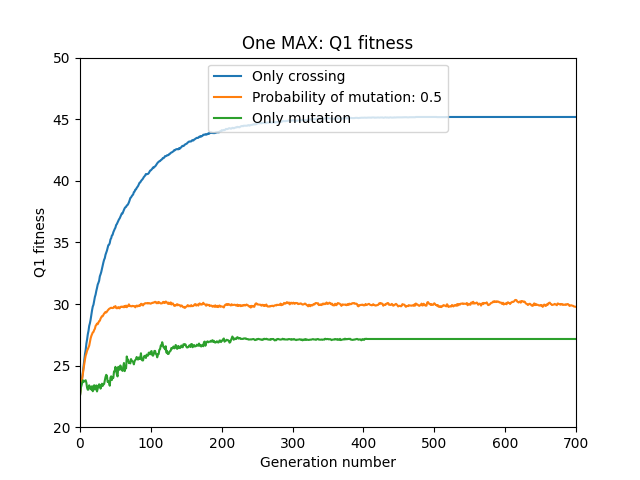 One MAX: Q1 fitness
Only crossing
Probability of mutation: 0.5
Only mutation
Q1 fitness
50
45
40
35
30
25
20
0 100 200 300 400 500 600 700
Generation number